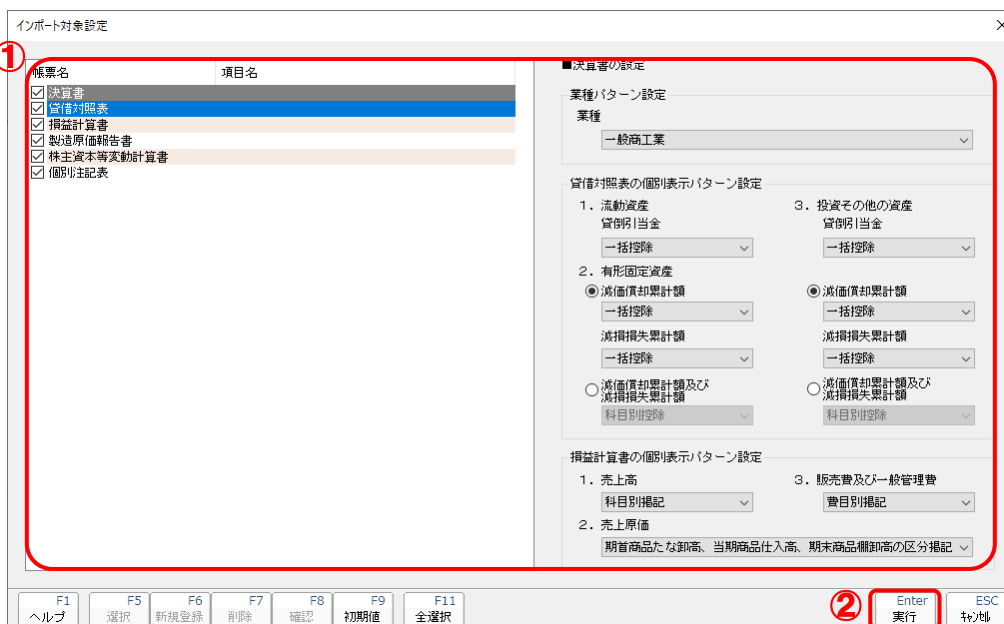 インポート対象設定
①
帳票名 項目名
決算書
貸借対照表
損益計算書
製造原価報告書
株主資本等変動計算書
個別注記表
■決算書の設定
業種パターン設定
業種
一般商工業
貸借対照表の個別表示パターン設定
1．流動資産
貸倒引当金
一括控除
2．有形固定資産
減価償却累計額
一括控除
減損損失累計額
一括控除
減価償却累計額及び
減損損失累計額
科目別控除
3．投資その他の資産
貸倒引当金
一括控除
減価償却累計額
一括控除
減損損失累計額
一括控除
減価償却累計額及び
減損損失累計額
科目別控除
損益計算書の個別表示パターン設定
1．売上高
科目別掲記
3．販売費及び一般管理費
費目別掲記
2．売上原価
期首商品たな卸高、当期商品仕入高、期末商品棚卸高の区分掲記
F1 F5 F6 F7 F8 F9 F11 ② Enter ESC
ヘルプ 選択 新規登録 削除 確認 初期値 全選択 実行 ｷｬﾝｾﾙ